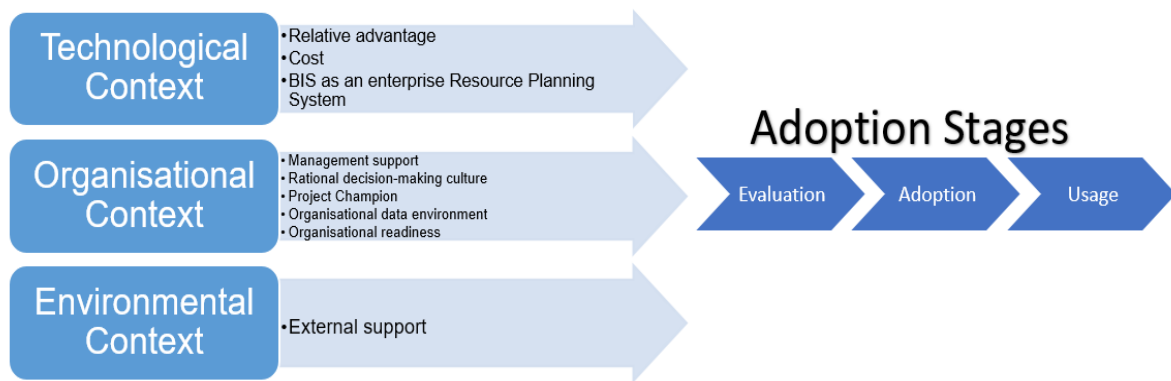 Technological
Context
•Relative advantage
•Cost
•BIS as an enterprise Resource Planning
System
Organisational
Context
• Management support
• Rational decision-making culture
• Project Champion
• Organisational data environment
• Organisational readiness
Environmental
Context
•External support
Adoption Stages
Evaluation
Adoption
Usage